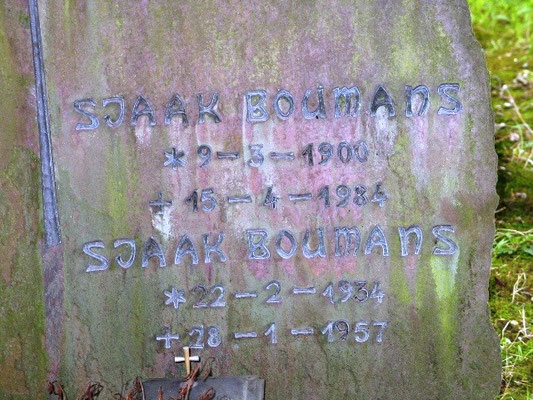 SJAAK BOUMANS
* 9-3-1900
+ 15-4-1984
SJAAK BOUMANS
* 22-2-1934
+ 28-1-1957